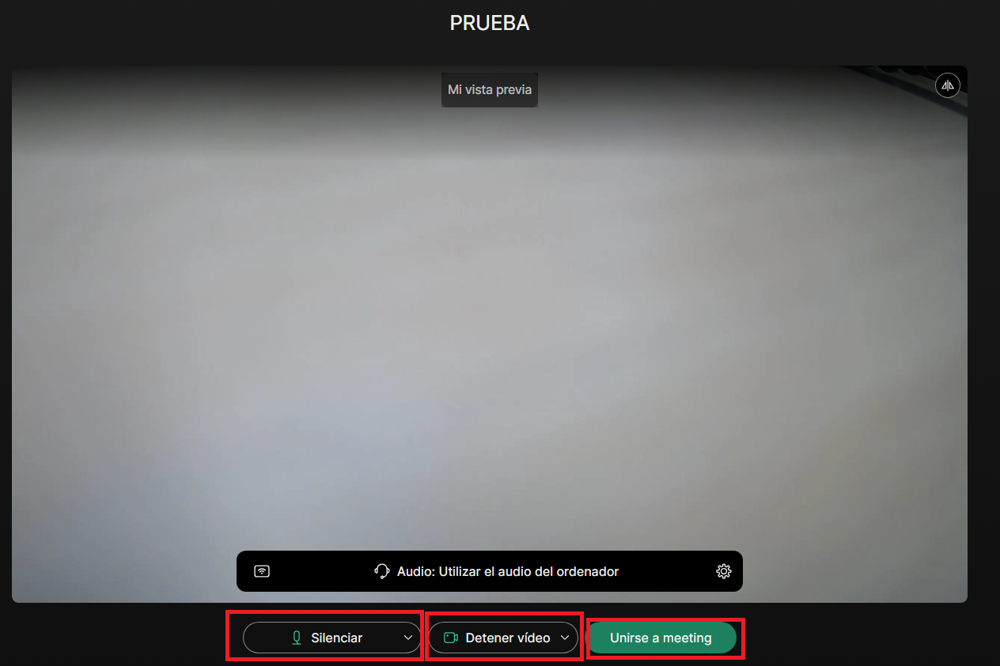 PRUEBA
Mi vista previa
Audio: Utilizar el audio del ordenador
Silenciar
Detener vídeo
Unirse a meeting